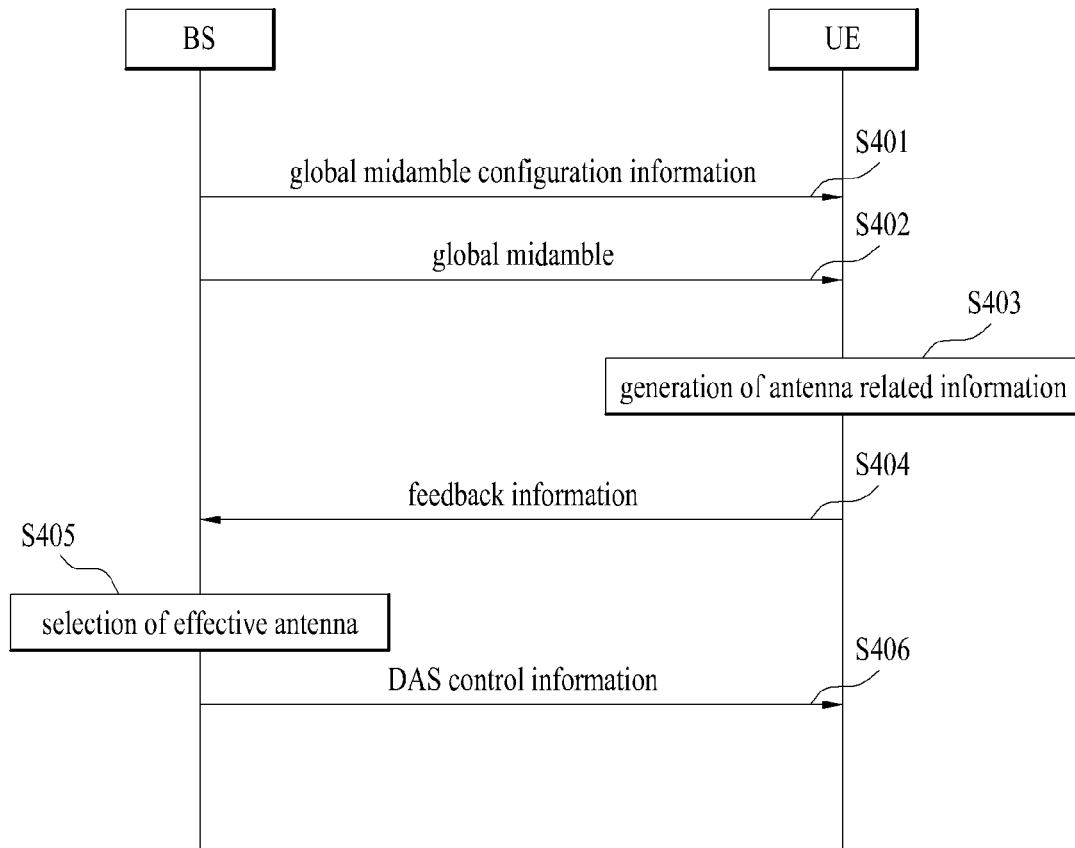 BS
UE
S401
global midamble configuration information
S402
global midamble
S403
generation of antenna related information
S404
feedback information
S405
selection of effective antenna
S406
DAS control information